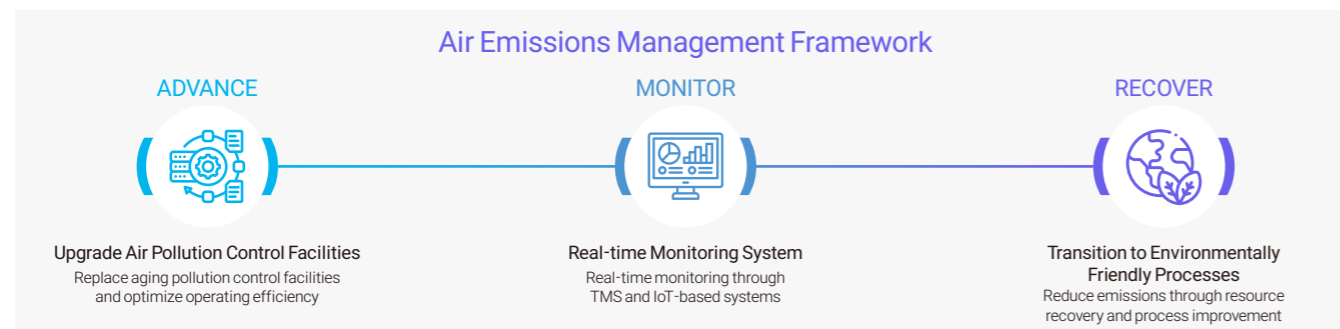 Air Emissions Management Framework
ADVANCE
Upgrade Air Pollution Control Facilities
Replace aging pollution control facilities
and optimize operating efficiency
MONITOR
Real-time Monitoring System
Real-time monitoring through
TMS and IoT-based systems
RECOVER
Transition to Environmentally
Friendly Processes
Reduce emissions through resource
recovery and process improvement